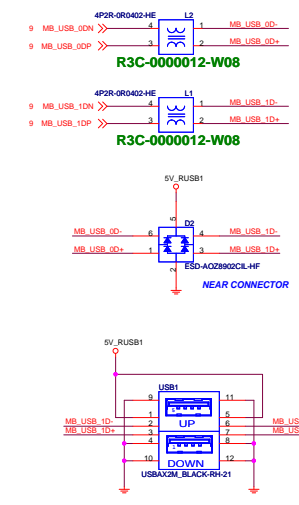 4P2R-0R0402-HE L2
9 MB_USB_0DN 4 1 MB_USB_0D-
9 MB_USB_0DP 3 2 MB_USB_0D+
R3C-0000012-W08
4P2R-0R0402-HE L1
9 MB_USB_1DN 4 1 MB_USB_1D-
9 MB_USB_1DP 3 2 MB_USB_1D+
R3C-0000012-W08
5V_RUSB1
5 D2
MB_USB_0D- 6 4 MB_USB_1D-
MB_USB_0D+ 1 3 MB_USB_1D+
2 ESD-AOZ8902CIL-HF
NEAR CONNECTOR
5V_RUSB1
USB1
9 11
1 5
MB_USB_1D- 2 UP 6 MB_US
MB_USB_1D+ 3 7 MB_US
4 8
10 DOWN 12
USBAX2M_BLACK-RH-21